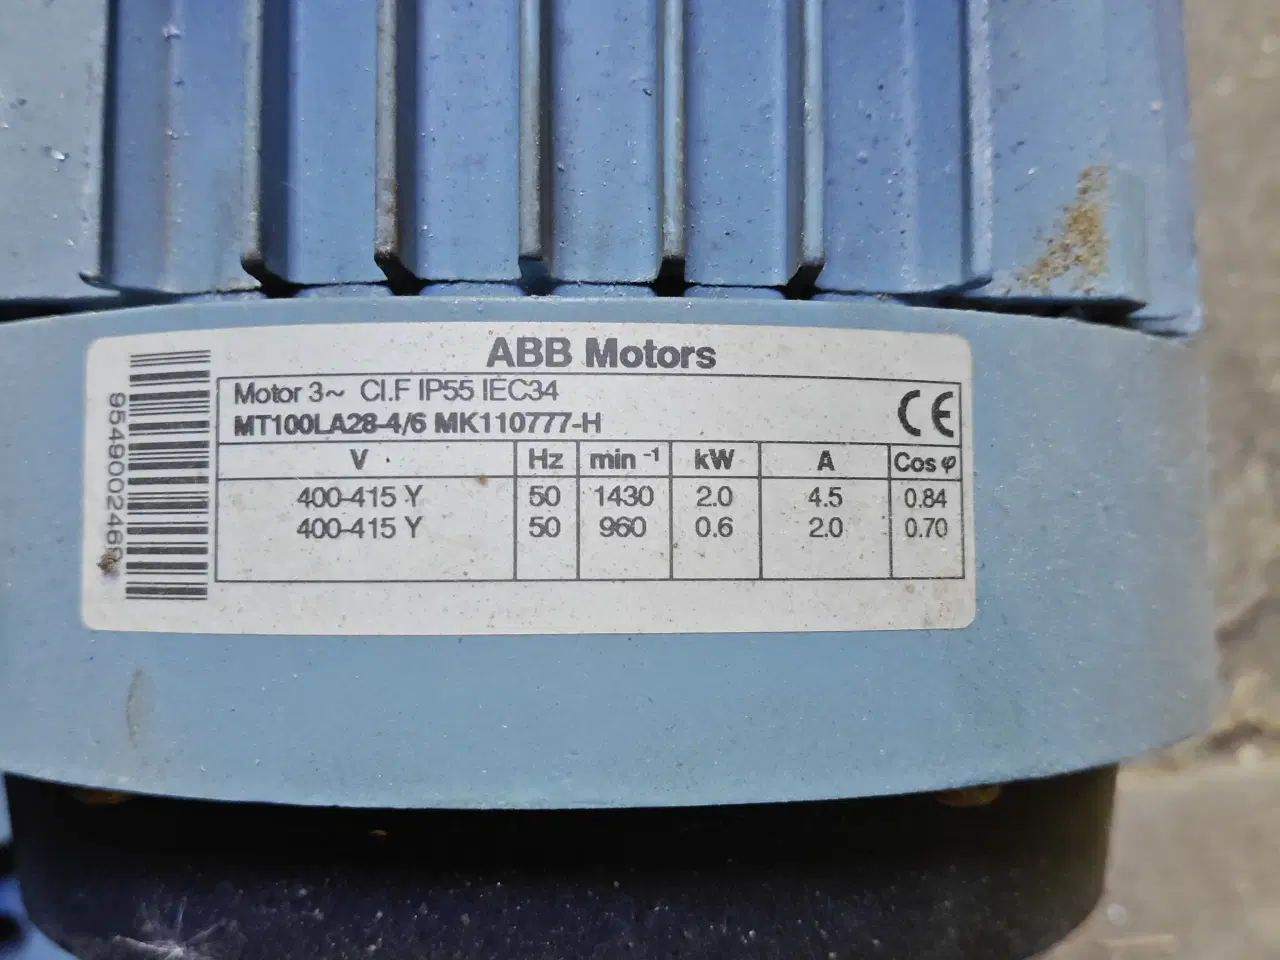 ABB Motors
Motor 3~ Cl.F IP55 IEC34
MT100LA28-4/6 MK110777-H
CE
V Hz min -1 kW A Cos φ
400-415 Y 50 1430 2.0 4.5 0.84
400-415 Y 50 960 0.6 2.0 0.70